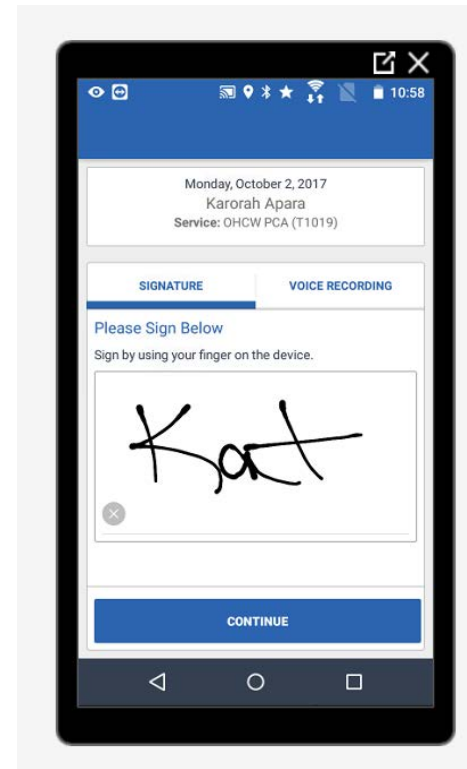 10:58
Monday, October 2, 2017
Karorah Apara
Service: OHCW PCA (T1019)
SIGNATURE VOICE RECORDING
Please Sign Below
Sign by using your finger on the device.
Kat
CONTINUE